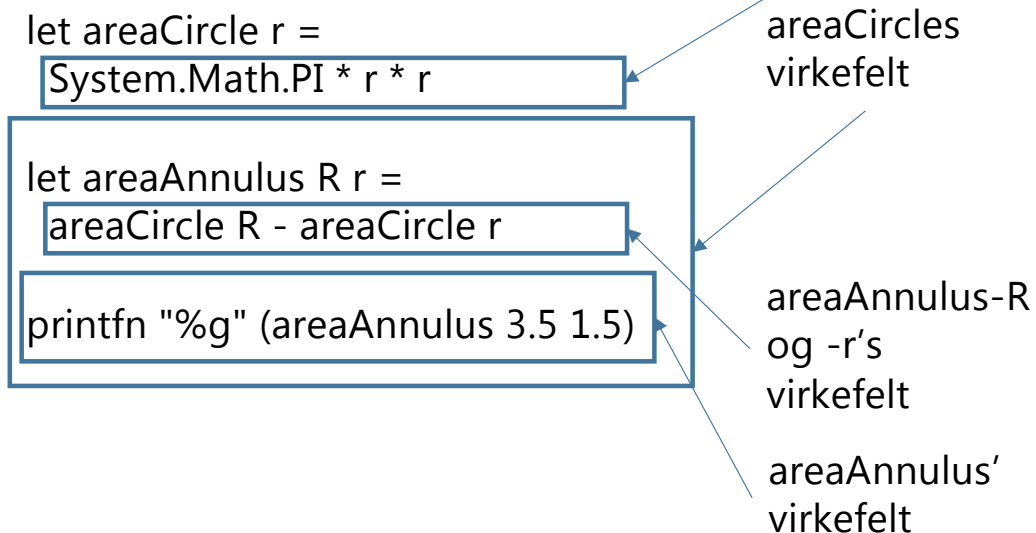 let areaCircle r =
System.Math.PI * r * r
let areaAnnulus R r =
areaCircle R - areaCircle r
printfn "%g" (areaAnnulus 3.5 1.5)
areaCircles
virkefelt
areaAnnulus-R
og -r's
virkefelt
areaAnnulus’
virkefelt